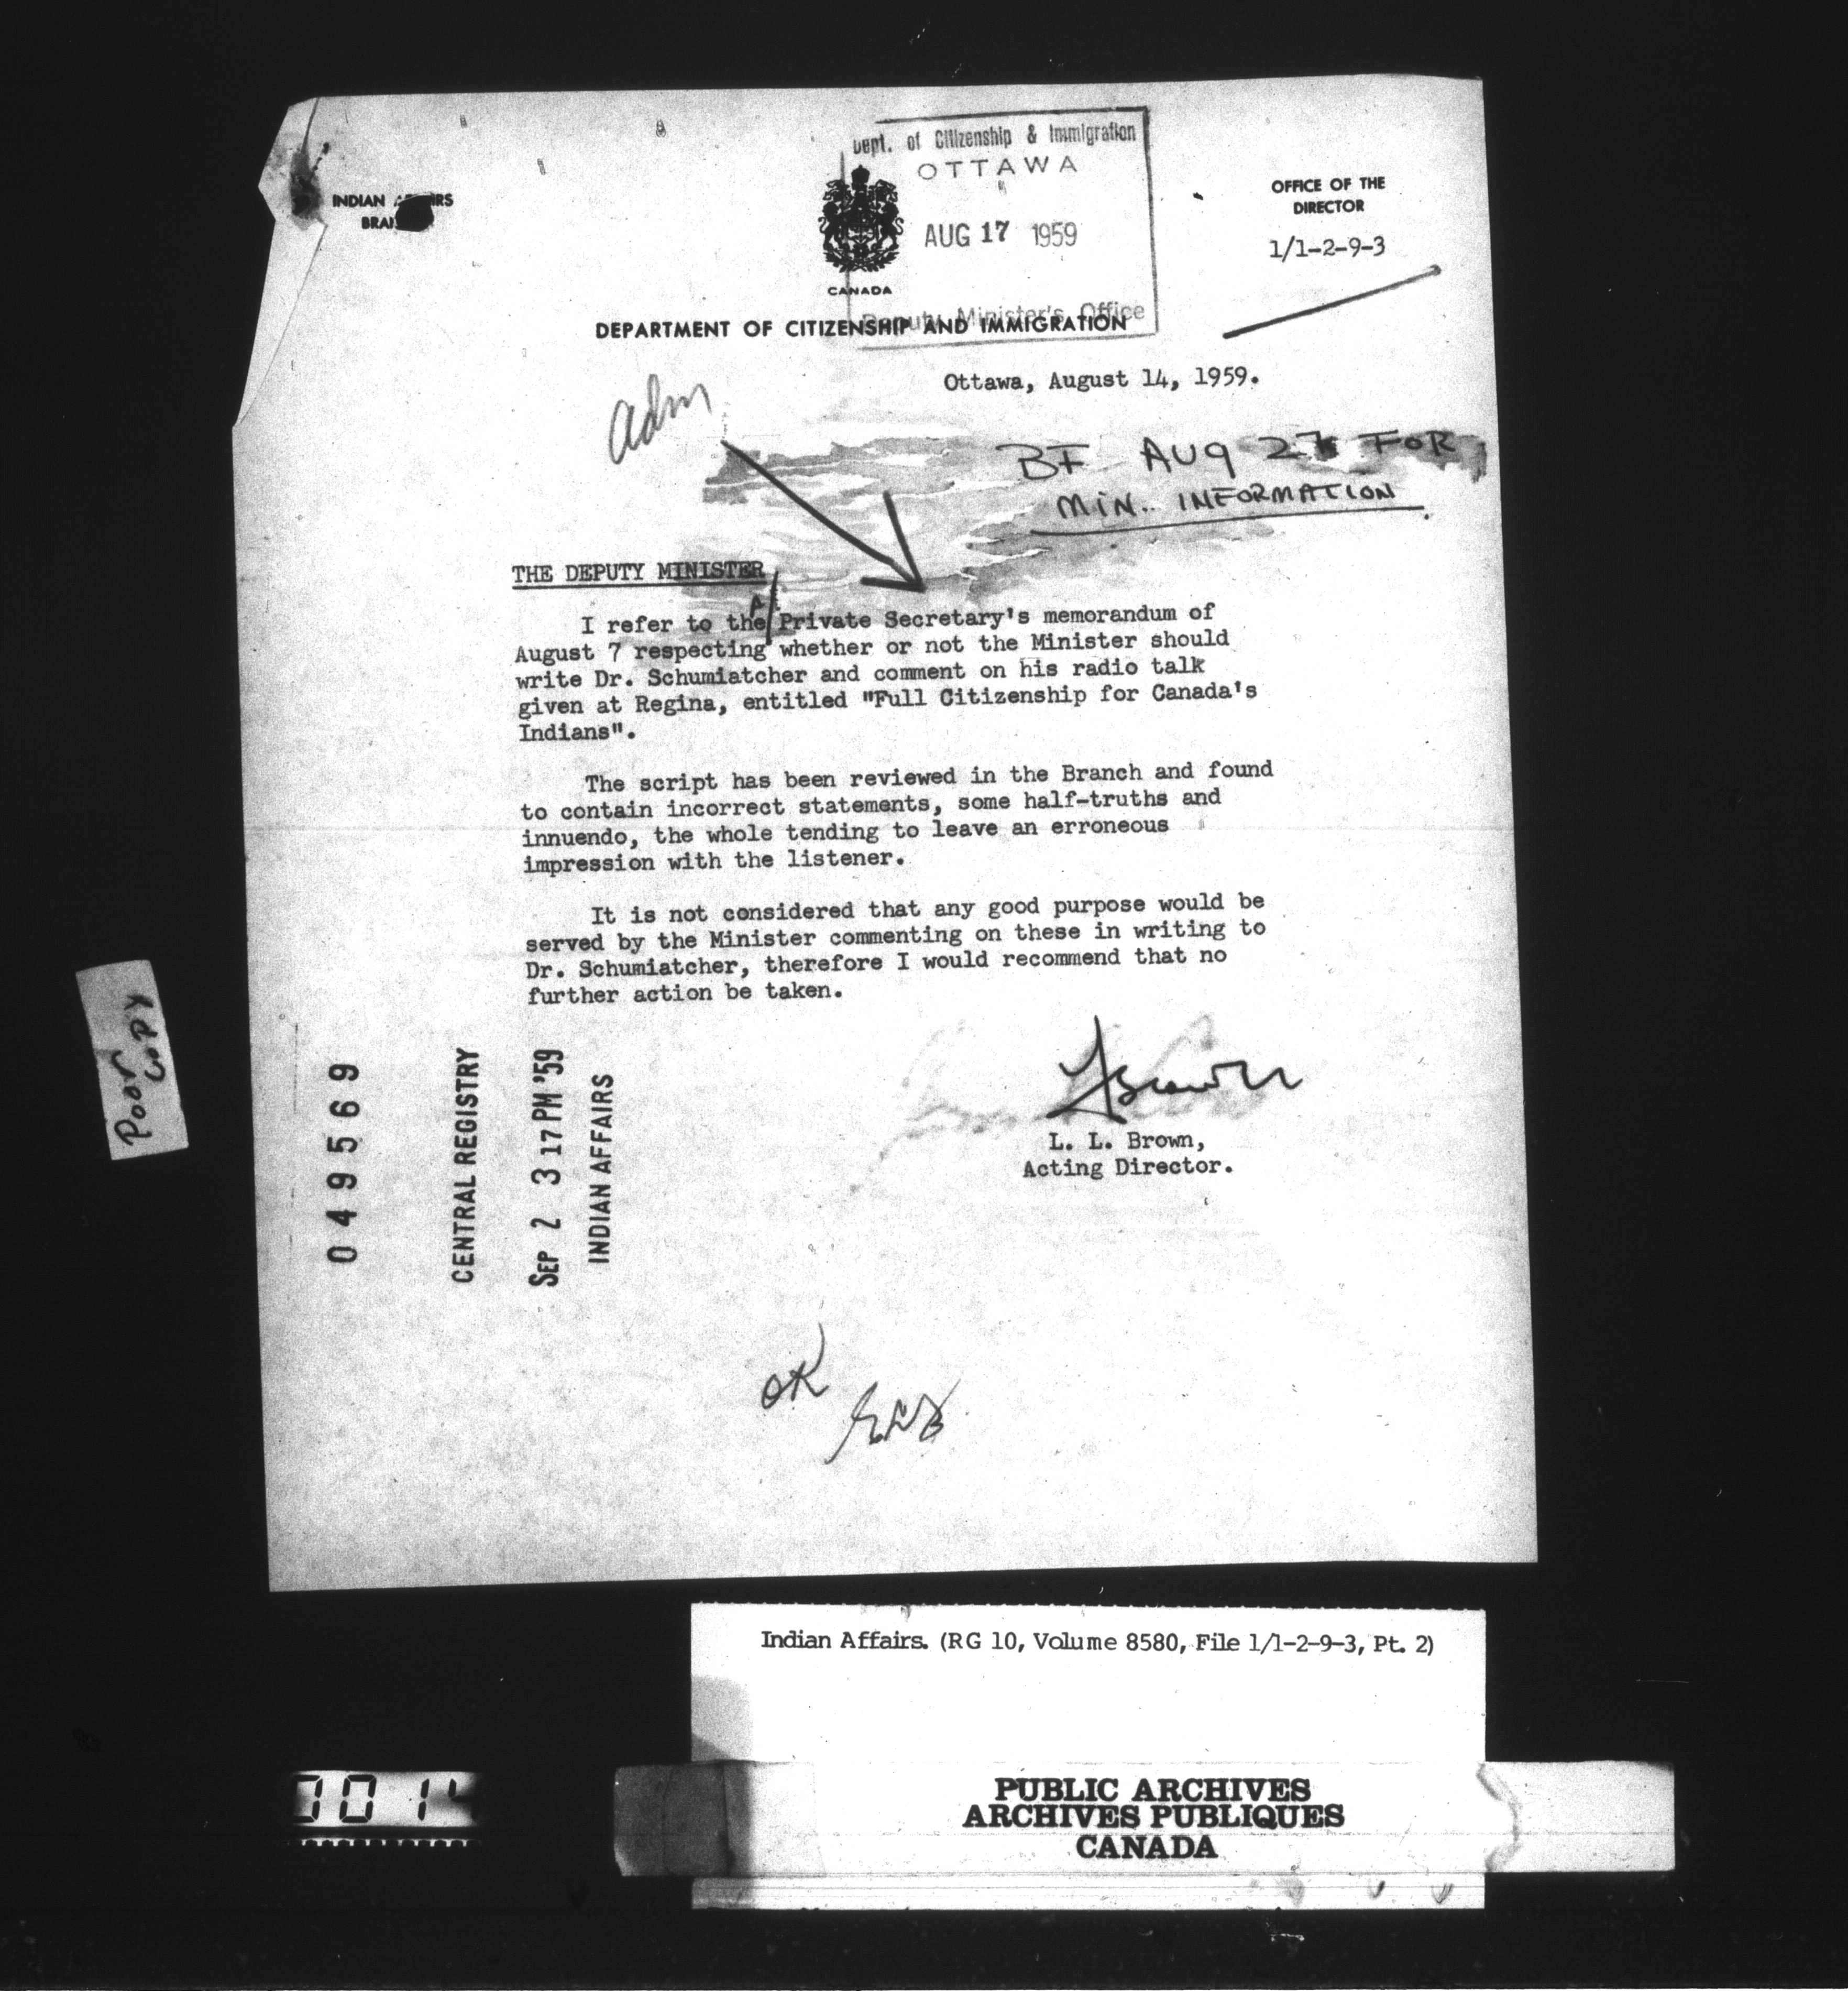 Dept. of Citizenship & Immigration
OTTAWA
AUG 17 1959
Deputy Minister's Office
INDIAN AFFAIRS
BRAN
OFFICE OF THE
DIRECTOR
1/1-2-9-3
CANADA
DEPARTMENT OF CITIZENSHIP AND IMMIGRATION
Ottawa, August 14, 1959.
adm
BF AUG 27 FOR
MIN. INFORMATION
THE DEPUTY MINISTER
I refer to the Private Secretary's memorandum of
August 7 respecting whether or not the Minister should
write Dr. Schumiatcher and comment on his radio talk
given at Regina, entitled "Full Citizenship for Canada's
Indians".
The script has been reviewed in the Branch and found
to contain incorrect statements, some half-truths and
innuendo, the whole tending to leave an erroneous
impression with the listener.
It is not considered that any good purpose would be
served by the Minister commenting on these in writing to
Dr. Schumiatcher, therefore I would recommend that no
further action be taken.
L. L. Brown,
Acting Director.
049569
CENTRAL REGISTRY
SEP 2 3 17 PM '59
INDIAN AFFAIRS
Poor
Copy
OK
Indian Affairs. (RG 10, Volume 8580, File 1/1-2-9-3, Pt. 2)
PUBLIC ARCHIVES
ARCHIVES PUBLIQUES
CANADA